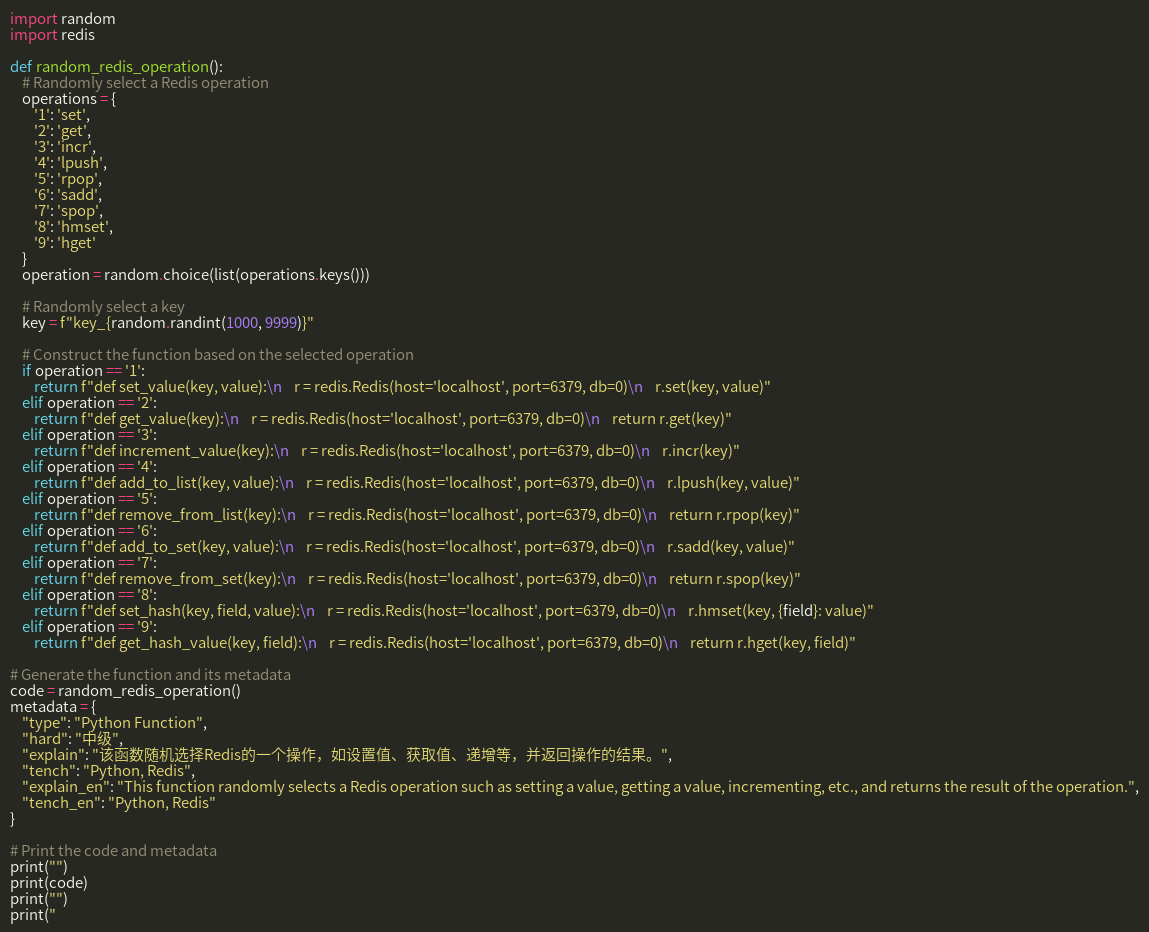 import random
import redis

def random_redis_operation():
    # Randomly select a Redis operation
    operations = {
        '1': 'set',
        '2': 'get',
        '3': 'incr',
        '4': 'lpush',
        '5': 'rpop',
        '6': 'sadd',
        '7': 'spop',
        '8': 'hmset',
        '9': 'hget'
    }
    operation = random.choice(list(operations.keys()))

    # Randomly select a key
    key = f"key_{random.randint(1000, 9999)}"

    # Construct the function based on the selected operation
    if operation == '1':
        return f"def set_value(key, value):\n    r = redis.Redis(host='localhost', port=6379, db=0)\n    r.set(key, value)"
    elif operation == '2':
        return f"def get_value(key):\n    r = redis.Redis(host='localhost', port=6379, db=0)\n    return r.get(key)"
    elif operation == '3':
        return f"def increment_value(key):\n    r = redis.Redis(host='localhost', port=6379, db=0)\n    r.incr(key)"
    elif operation == '4':
        return f"def add_to_list(key, value):\n    r = redis.Redis(host='localhost', port=6379, db=0)\n    r.lpush(key, value)"
    elif operation == '5':
        return f"def remove_from_list(key):\n    r = redis.Redis(host='localhost', port=6379, db=0)\n    return r.rpop(key)"
    elif operation == '6':
        return f"def add_to_set(key, value):\n    r = redis.Redis(host='localhost', port=6379, db=0)\n    r.sadd(key, value)"
    elif operation == '7':
        return f"def remove_from_set(key):\n    r = redis.Redis(host='localhost', port=6379, db=0)\n    return r.spop(key)"
    elif operation == '8':
        return f"def set_hash(key, field, value):\n    r = redis.Redis(host='localhost', port=6379, db=0)\n    r.hmset(key, {field}: value)"
    elif operation == '9':
        return f"def get_hash_value(key, field):\n    r = redis.Redis(host='localhost', port=6379, db=0)\n    return r.hget(key, field)"

# Generate the function and its metadata
code = random_redis_operation()
metadata = {
    "type": "Python Function",
    "hard": "中级",
    "explain": "该函数随机选择Redis的一个操作，如设置值、获取值、递增等，并返回操作的结果。",
    "tench": "Python, Redis",
    "explain_en": "This function randomly selects a Redis operation such as setting a value, getting a value, incrementing, etc., and returns the result of the operation.",
    "tench_en": "Python, Redis"
}

# Print the code and metadata
print("")
print(code)
print("")
print("